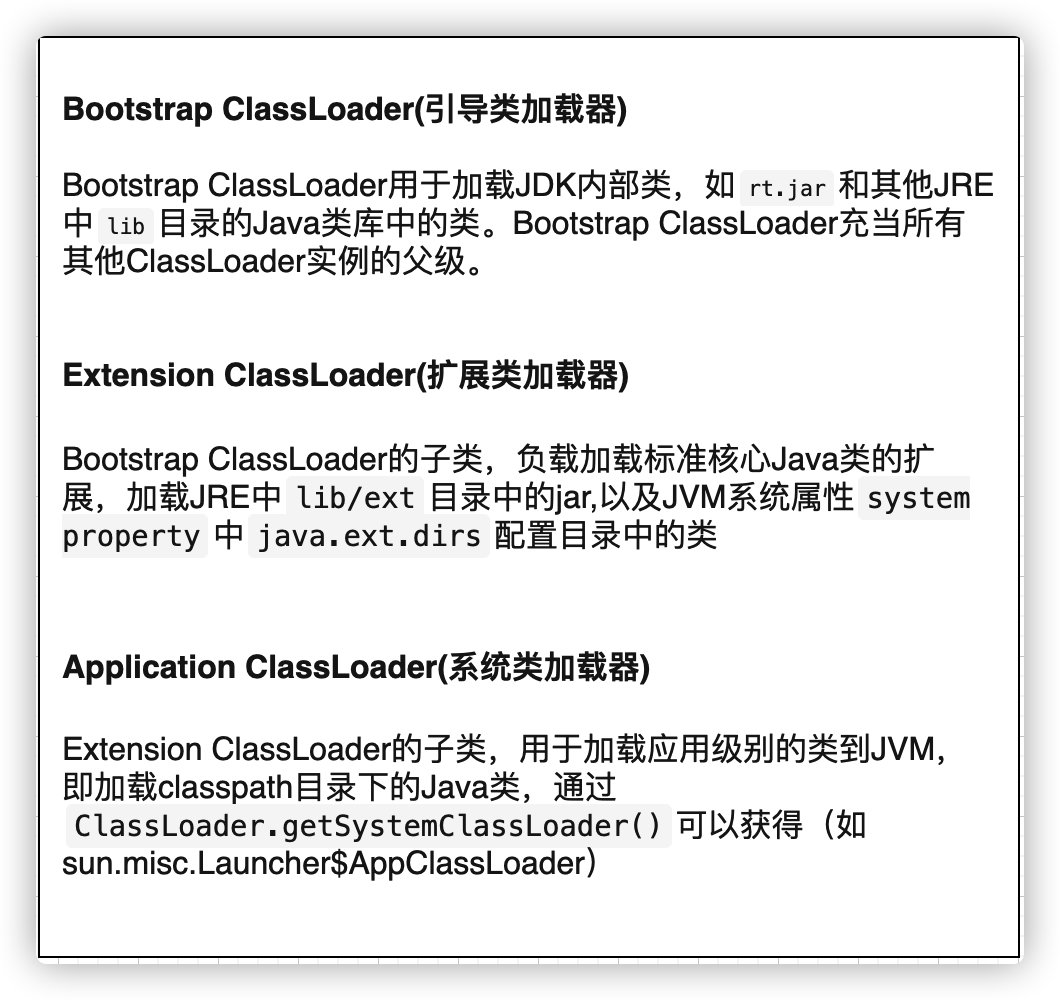 Bootstrap ClassLoader(引导类加载器)
Bootstrap ClassLoader用于加载JDK内部类，如 rt.jar 和其他JRE
中 lib 目录的Java类库中的类。Bootstrap ClassLoader充当所有
其他ClassLoader实例的父级。
Extension ClassLoader(扩展类加载器)
Bootstrap ClassLoader的子类，负载加载标准核心Java类的扩
展，加载JRE中 lib/ext 目录中的jar,以及JVM系统属性 system
property 中 java.ext.dirs 配置目录中的类
Application ClassLoader(系统类加载器)
Extension ClassLoader的子类，用于加载应用级别的类到JVM，
即加载classpath目录下的Java类，通过
ClassLoader.getSystemClassLoader() 可以获得（如
sun.misc.Launcher$AppClassLoader）